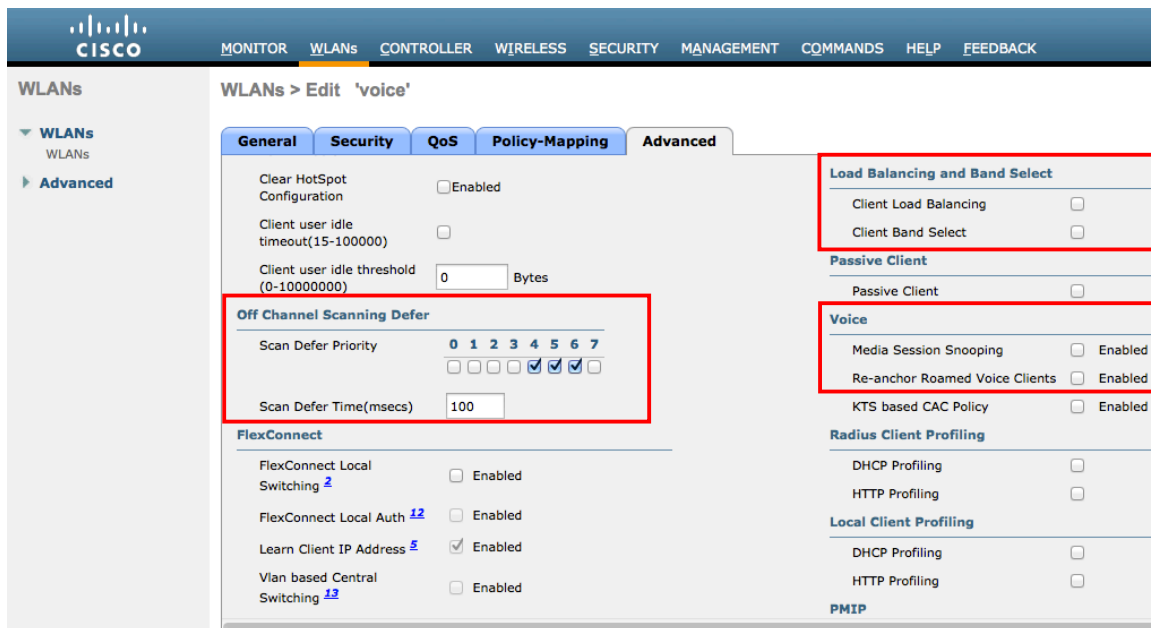 CISCO
MONITOR WLANs CONTROLLER WIRELESS SECURITY MANAGEMENT COMMANDS HELP FEEDBACK
WLANs
WLANs
WLANs
Advanced
WLANs > Edit 'voice'
General Security QoS Policy-Mapping Advanced
Clear HotSpot
Configuration
Enabled
Client user idle
timeout(15-100000)
Client user idle threshold
(0-10000000)
0 Bytes
Off Channel Scanning Defer
Scan Defer Priority
0 1 2 3 4 5 6 7
Scan Defer Time(msecs) 100
FlexConnect
FlexConnect Local
Switching 2
Enabled
FlexConnect Local Auth 12 Enabled
Learn Client IP Address 5 Enabled
Vlan based Central
Switching 13
Enabled
Load Balancing and Band Select
Client Load Balancing
Client Band Select
Passive Client
Passive Client
Voice
Media Session Snooping Enabled
Re-anchor Roamed Voice Clients Enabled
KTS based CAC Policy Enabled
Radius Client Profiling
DHCP Profiling
HTTP Profiling
Local Client Profiling
DHCP Profiling
HTTP Profiling
PMIP